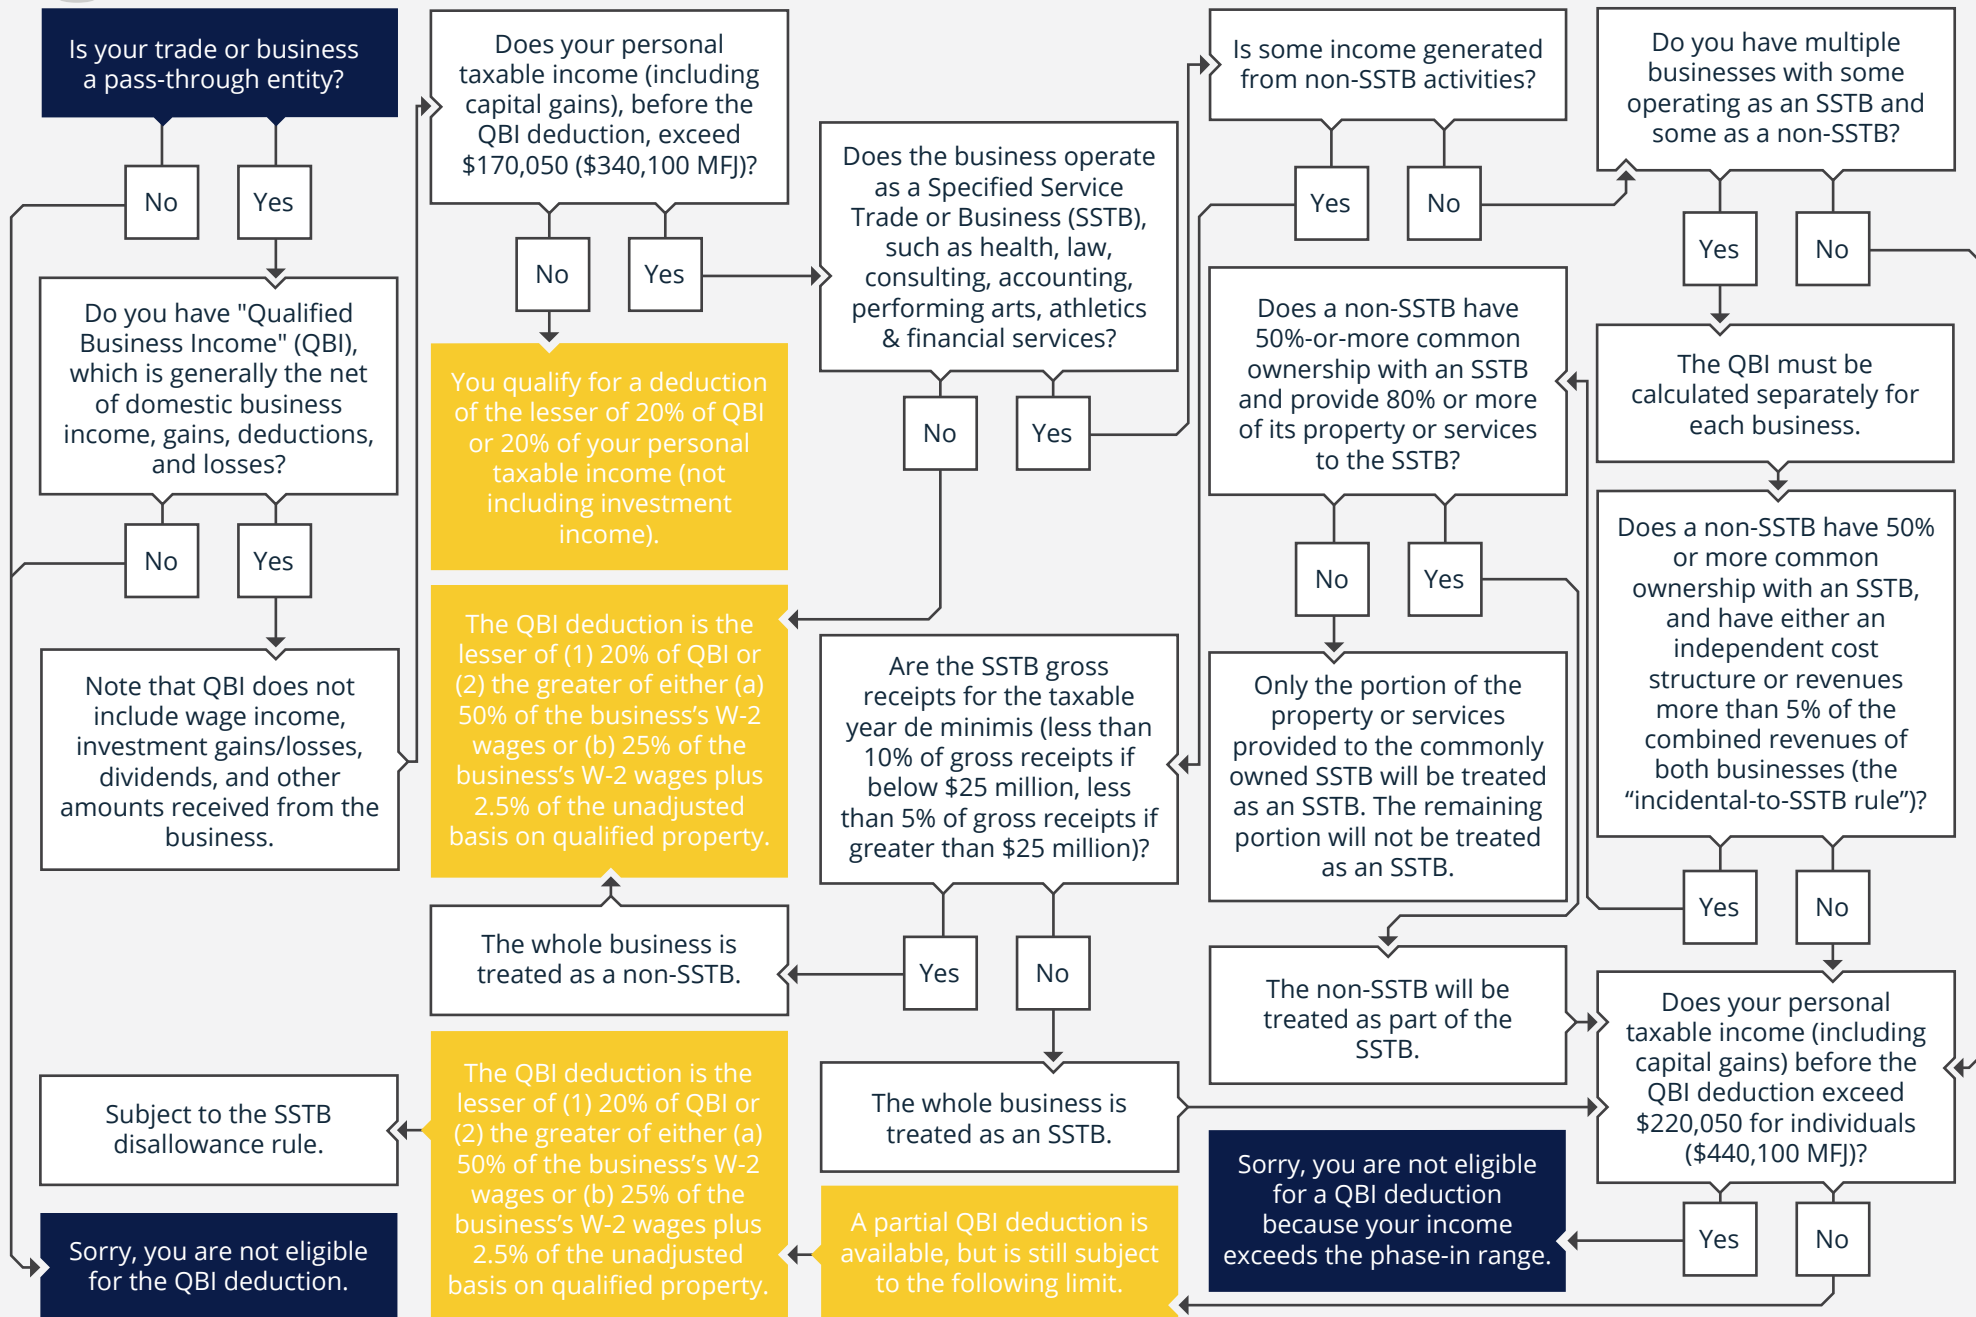 Is your trade or business
a pass-through entity?
No
Yes
Do you have "Qualified
Business Income" (QBI),
which is generally the net
of domestic business
income, gains, deductions,
and losses?
No
Yes
Note that QBI does not
include wage income,
investment gains/losses,
dividends, and other
amounts received from the
business.
Subject to the SSTB
disallowance rule.
Sorry, you are not eligible
for the QBI deduction.
Does your personal
taxable income (including
capital gains), before the
QBI deduction, exceed
$170,050 ($340,100 MFJ)?
No
Yes
You qualify for a deduction
of the lesser of 20% of QBI
or 20% of your personal
taxable income (not
including investment
income).
The QBI deduction is the
lesser of (1) 20% of QBI or
(2) the greater of either (a)
50% of the business’s W-2
wages or (b) 25% of the
business’s W-2 wages plus
2.5% of the unadjusted
basis on qualified property.
The whole business is
treated as a non-SSTB.
The QBI deduction is the
lesser of (1) 20% of QBI or
(2) the greater of either (a)
50% of the business’s W-2
wages or (b) 25% of the
business’s W-2 wages plus
2.5% of the unadjusted
basis on qualified property.
Does the business operate
as a Specified Service
Trade or Business (SSTB),
such as health, law,
consulting, accounting,
performing arts, athletics
& financial services?
No
Yes
Are the SSTB gross
receipts for the taxable
year de minimis (less than
10% of gross receipts if
below $25 million, less
than 5% of gross receipts if
greater than $25 million)?
Yes
No
The whole business is
treated as an SSTB.
A partial QBI deduction is
available, but is still subject
to the following limit.
Is some income generated
from non-SSTB activities?
Yes
No
Does a non-SSTB have
50%-or-more common
ownership with an SSTB
and provide 80% or more
of its property or services
to the SSTB?
No
Yes
Only the portion of the
property or services
provided to the commonly
owned SSTB will be treated
as an SSTB. The remaining
portion will not be treated
as an SSTB.
The non-SSTB will be
treated as part of the
SSTB.
Sorry, you are not eligible
for a QBI deduction
because your income
exceeds the phase-in range.
Do you have multiple
businesses with some
operating as an SSTB and
some as a non-SSTB?
Yes
No
The QBI must be
calculated separately for
each business.
Does a non-SSTB have 50%
or more common
ownership with an SSTB,
and have either an
independent cost
structure or revenues
more than 5% of the
combined revenues of
both businesses (the
“incidental-to-SSTB rule”)?
Yes
No
Does your personal
taxable income (including
capital gains) before the
QBI deduction exceed
$220,050 for individuals
($440,100 MFJ)?
Yes
No